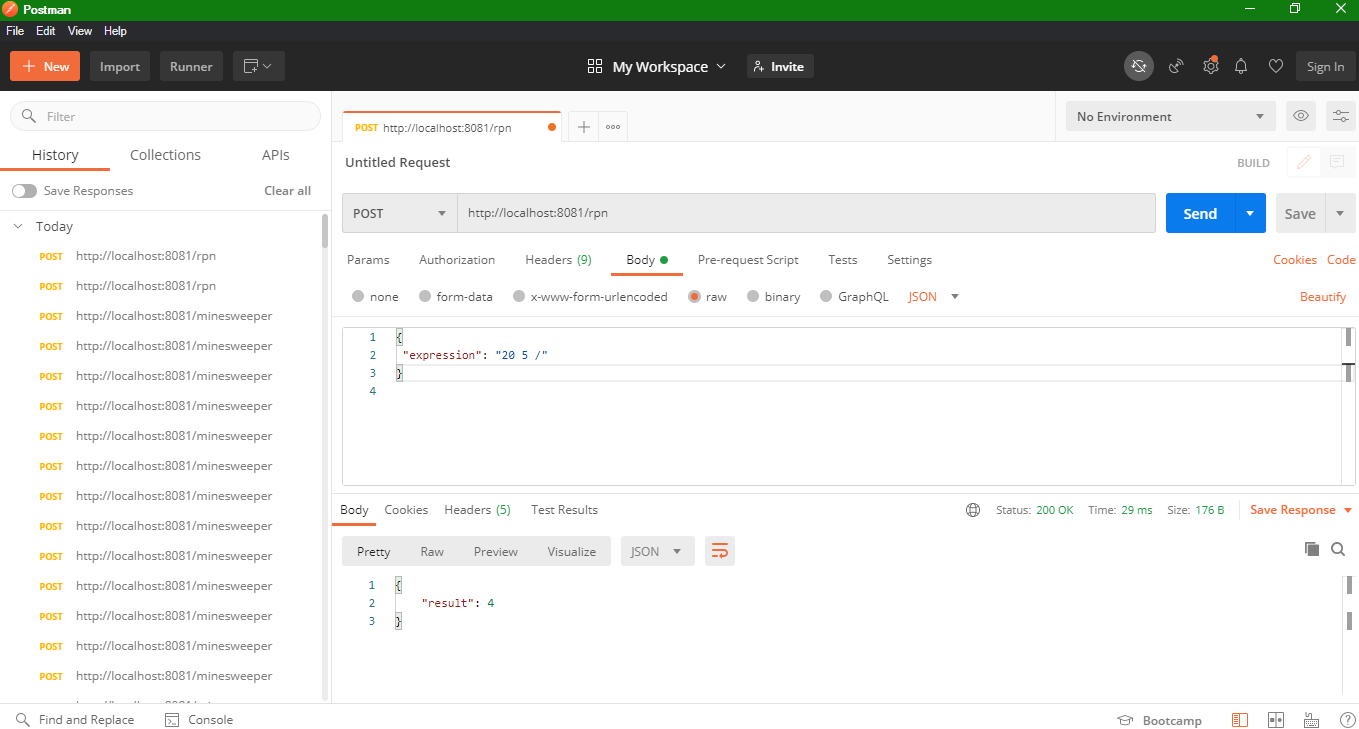 Postman
File Edit View Help
New Import Runner My Workspace Invite Sign In
Filter
History Collections APIs
Save Responses Clear all
Today
POST http://localhost:8081/rpn
POST http://localhost:8081/rpn
POST http://localhost:8081/minesweeper
POST http://localhost:8081/minesweeper
POST http://localhost:8081/minesweeper
POST http://localhost:8081/minesweeper
POST http://localhost:8081/minesweeper
POST http://localhost:8081/minesweeper
POST http://localhost:8081/minesweeper
POST http://localhost:8081/minesweeper
POST http://localhost:8081/minesweeper
POST http://localhost:8081/minesweeper
POST http://localhost:8081/minesweeper
POST http://localhost:8081/minesweeper
POST http://localhost:8081/minesweeper
POST http://localhost:8081/rpn
No Environment
Untitled Request BUILD
POST http://localhost:8081/rpn Send Save
Params Authorization Headers (9) Body Pre-request Script Tests Settings Cookies Code
none form-data x-www-form-urlencoded raw binary GraphQL JSON Beautify
1 {
2 "expression": "20 5 /"
3 }
4
Body Cookies Headers (5) Test Results Status: 200 OK Time: 29 ms Size: 176 B Save Response
Pretty Raw Preview Visualize JSON
1 {
2 "result": 4
3 }
Find and Replace Console Bootcamp